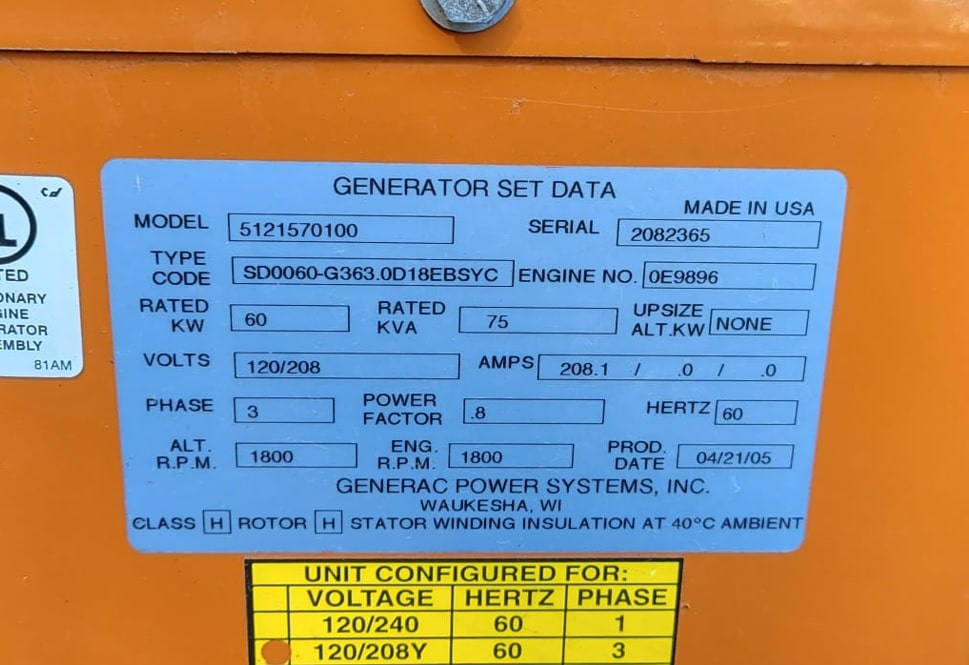 GENERATOR SET DATA
MADE IN USA
MODEL 5121570100 SERIAL 2082365
TYPE CODE SD0060-G363.0D18EBSYC ENGINE NO. 0E9896
RATED KW 60 RATED KVA 75 UPSIZE ALT.KW NONE
VOLTS 120/208 AMPS 208.1 / .0 / .0
PHASE 3 POWER FACTOR .8 HERTZ 60
ALT. R.P.M. 1800 ENG. R.P.M. 1800 PROD. DATE 04/21/05
GENERAC POWER SYSTEMS, INC.
WAUKESHA, WI
CLASS H ROTOR H STATOR WINDING INSULATION AT 40°C AMBIENT
UNIT CONFIGURED FOR:
VOLTAGE HERTZ PHASE
120/240 60 1
120/208Y 60 3
TED
ONARY
GINE
RATOR
EMBLY
81AM